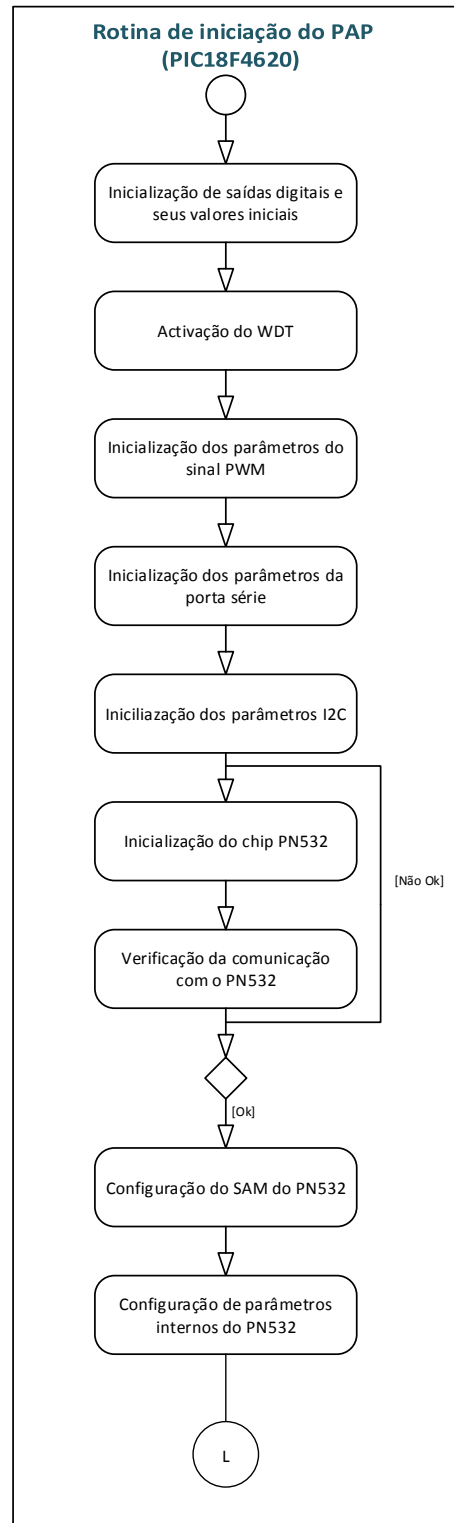 Rotina de iniciação do PAP
(PIC18F4620)
Inicialização de saídas digitais e
seus valores iniciais
Activação do WDT
Inicialização dos parâmetros do
sinal PWM
Inicialização dos parâmetros da
porta série
Iniciliazação dos parâmetros I2C
Inicialização do chip PN532
[Não Ok]
Verificação da comunicação
com o PN532
[Ok]
Configuração do SAM do PN532
Configuração de parâmetros
internos do PN532
L